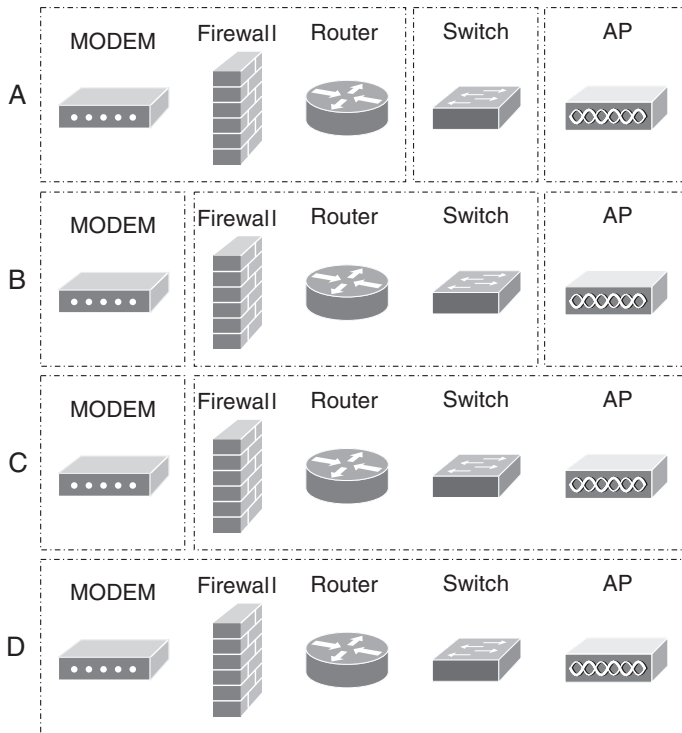 MODEM Firewall Router Switch AP
A
MODEM Firewall Router Switch AP
B
MODEM Firewall Router Switch AP
C
MODEM Firewall Router Switch AP
D